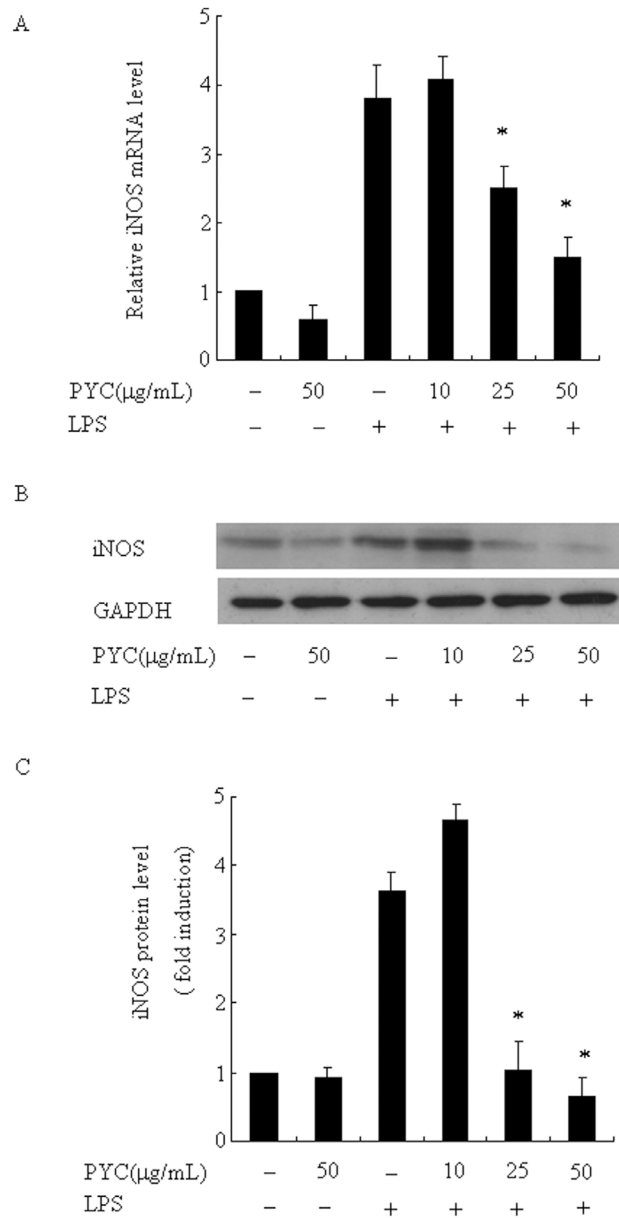 A
Relative iNOS mRNA level
5
4
3
2
1
0
* *
PYC(μg/mL) – 50 – 10 25 50
LPS – – + + + +
B
iNOS
GAPDH
PYC(μg/mL) – 50 – 10 25 50
LPS – – + + + +
C
iNOS protein level
( fold induction)
5
4
3
2
1
0
* *
PYC(μg/mL) – 50 – 10 25 50
LPS – – + + + +